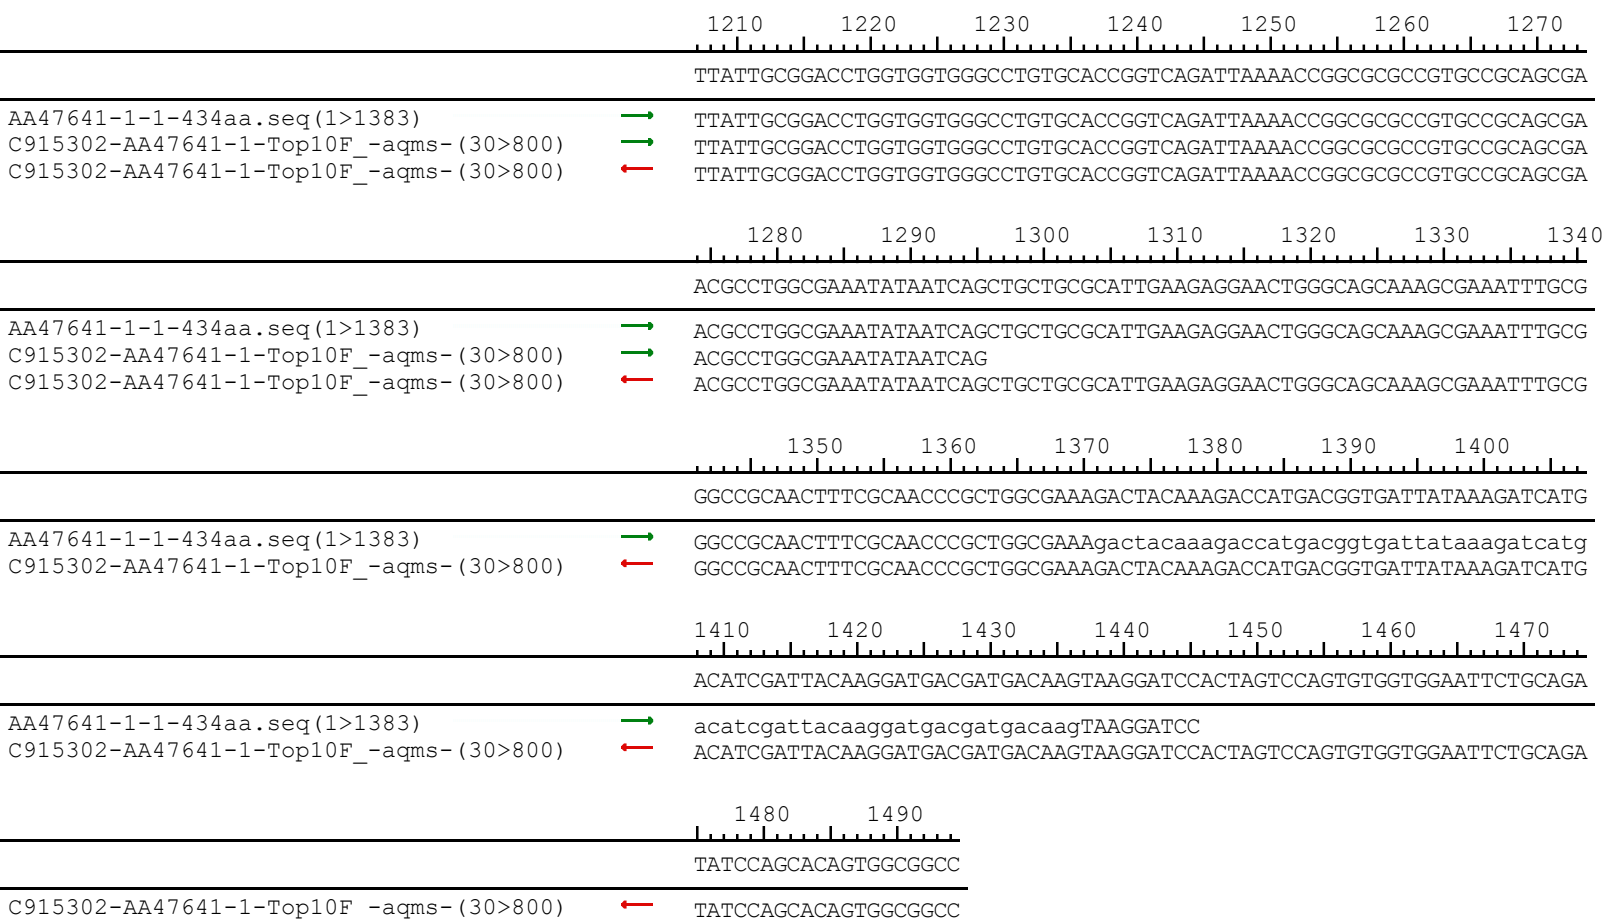 1210 1220 1230 1240 1250 1260 1270
TTATTGCGGACCTGGTGGTGGGCCTGTGCACCGGTCAGATTAAAACCGGCGCGCCGTGCCGCAGCGA
AA47641-1-1-434aa.seq(1>1383) → TTATTGCGGACCTGGTGGTGGGCCTGTGCACCGGTCAGATTAAAACCGGCGCGCCGTGCCGCAGCGA
C915302-AA47641-1-Top10F_-aqms-(30>800) → TTATTGCGGACCTGGTGGTGGGCCTGTGCACCGGTCAGATTAAAACCGGCGCGCCGTGCCGCAGCGA
C915302-AA47641-1-Top10F_-aqms-(30>800) ← TTATTGCGGACCTGGTGGTGGGCCTGTGCACCGGTCAGATTAAAACCGGCGCGCCGTGCCGCAGCGA
1280 1290 1300 1310 1320 1330 1340
ACGCCTGGCGAAATATAATCAGCTGCTGCGCATTGAAGAGGAACTGGGCAGCAAAGCGAAATTTGCG
AA47641-1-1-434aa.seq(1>1383) → ACGCCTGGCGAAATATAATCAGCTGCTGCGCATTGAAGAGGAACTGGGCAGCAAAGCGAAATTTGCG
C915302-AA47641-1-Top10F_-aqms-(30>800) → ACGCCTGGCGAAATATAATCAG
C915302-AA47641-1-Top10F_-aqms-(30>800) ← ACGCCTGGCGAAATATAATCAGCTGCTGCGCATTGAAGAGGAACTGGGCAGCAAAGCGAAATTTGCG
1350 1360 1370 1380 1390 1400
GGCCGCAACTTTCGCAACCCGCTGGCGAAAGACTACAAAGACCATGACGGTGATTATAAAGATCATG
AA47641-1-1-434aa.seq(1>1383) → GGCCGCAACTTTCGCAACCCGCTGGCGAAAgactacaaagaccatgacggtgattataaagatcatg
C915302-AA47641-1-Top10F_-aqms-(30>800) ← GGCCGCAACTTTCGCAACCCGCTGGCGAAAGACTACAAAGACCATGACGGTGATTATAAAGATCATG
1410 1420 1430 1440 1450 1460 1470
ACATCGATTACAAGGATGACGATGACAAGTAAGGATCCACTAGTCCAGTGTGGTGGAATTCTGCAGA
AA47641-1-1-434aa.seq(1>1383) → acatcgattacaaggatgacgatgacaagTAAGGATCC
C915302-AA47641-1-Top10F_-aqms-(30>800) ← ACATCGATTACAAGGATGACGATGACAAGTAAGGATCCACTAGTCCAGTGTGGTGGAATTCTGCAGA
1480 1490
TATCCAGCACAGTGGCGGCC
C915302-AA47641-1-Top10F -aqms-(30>800) ← TATCCAGCACAGTGGCGGCC